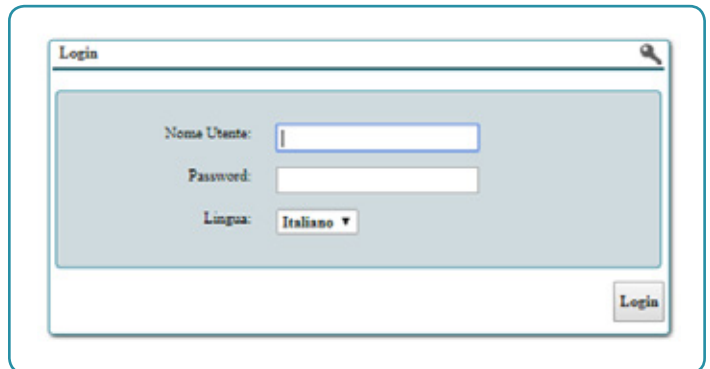 Login
Nome Utente:
Password:
Lingua: Italiano ▼
Login